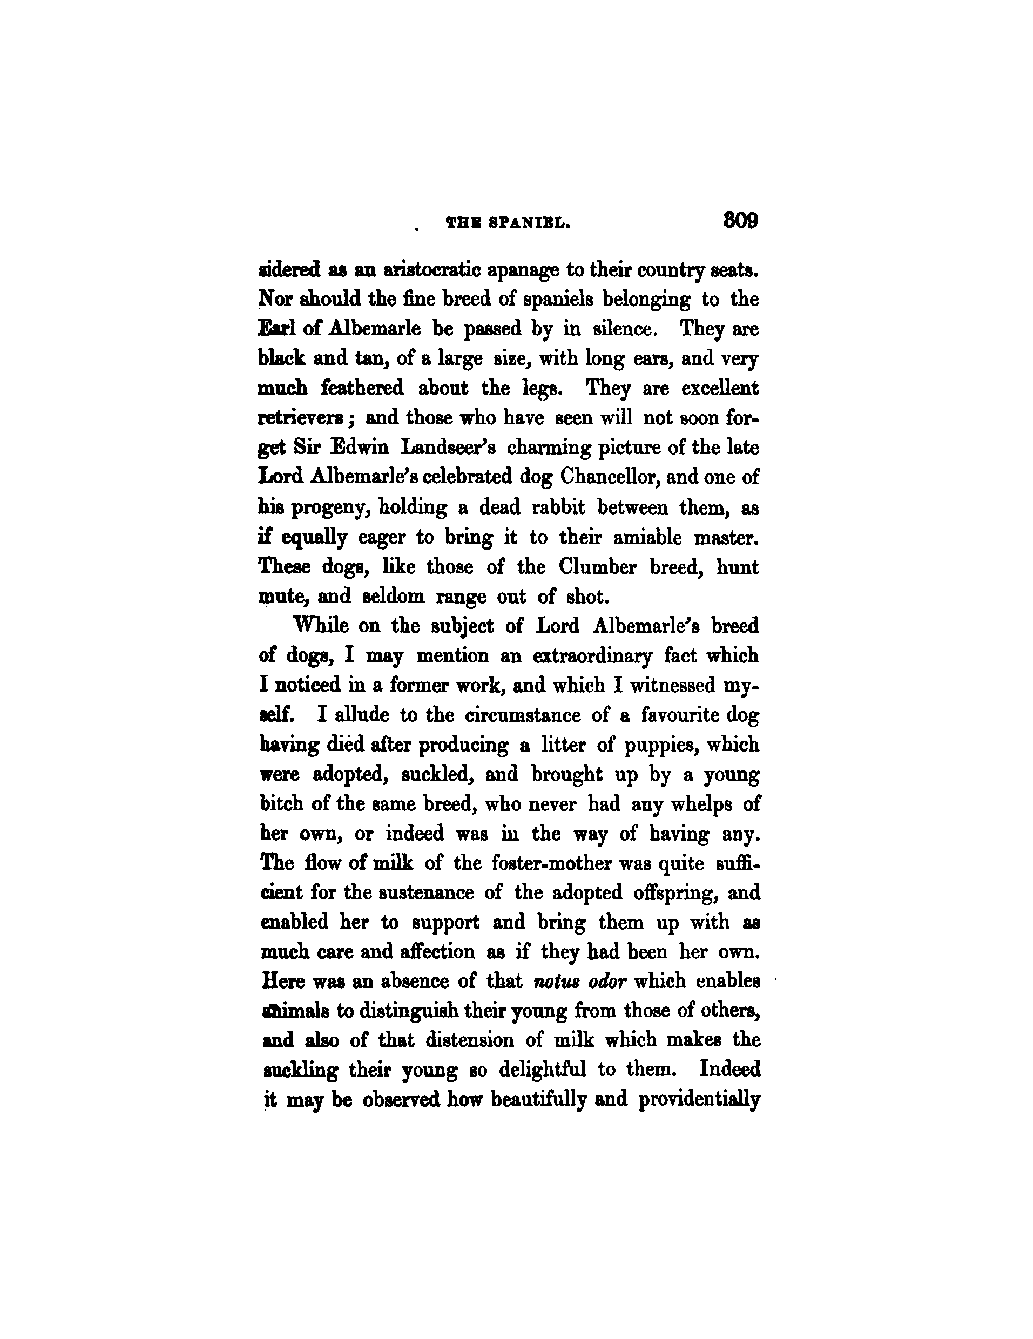 THE SPANIEL. 309
sidered as an aristocratic apanage to their country seats.
Nor should the fine breed of spaniels belonging to the
Earl of Albemarle be passed by in silence. They are
black and tan, of a large size, with long ears, and very
much feathered about the legs. They are excellent
retrievers; and those who have seen will not soon for-
get Sir Edwin Landseer's charming picture of the late
Lord Albemarle's celebrated dog Chancellor, and one of
his progeny, holding a dead rabbit between them, as
if equally eager to bring it to their amiable master.
These dogs, like those of the Clumber breed, hunt
mute, and seldom range out of shot.
While on the subject of Lord Albemarle's breed
of dogs, I may mention an extraordinary fact which
I noticed in a former work, and which I witnessed my-
self. I allude to the circumstance of a favourite dog
having died after producing a litter of puppies, which
were adopted, suckled, and brought up by a young
bitch of the same breed, who never had any whelps of
her own, or indeed was in the way of having any.
The flow of milk of the foster-mother was quite suffi-
cient for the sustenance of the adopted offspring, and
enabled her to support and bring them up with as
much care and affection as if they had been her own.
Here was an absence of that notus odor which enables
animals to distinguish their young from those of others,
and also of that distension of milk which makes the
suckling their young so delightful to them. Indeed
it may be observed how beautifully and providentially